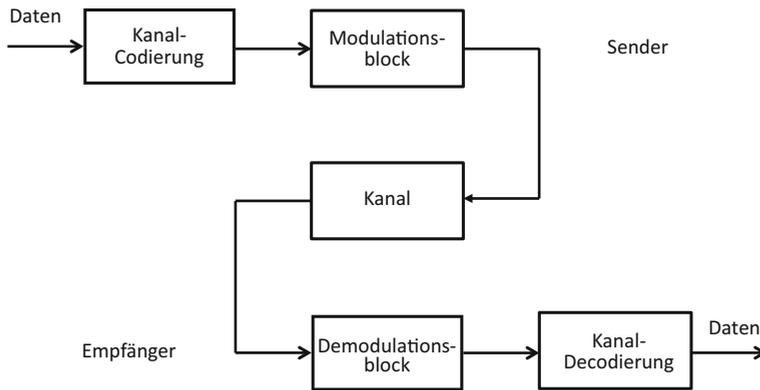 Daten
Kanal-
Codierung
Modulations-
block
Sender
Kanal
Empfänger
Demodulations-
block
Kanal-
Decodierung
Daten